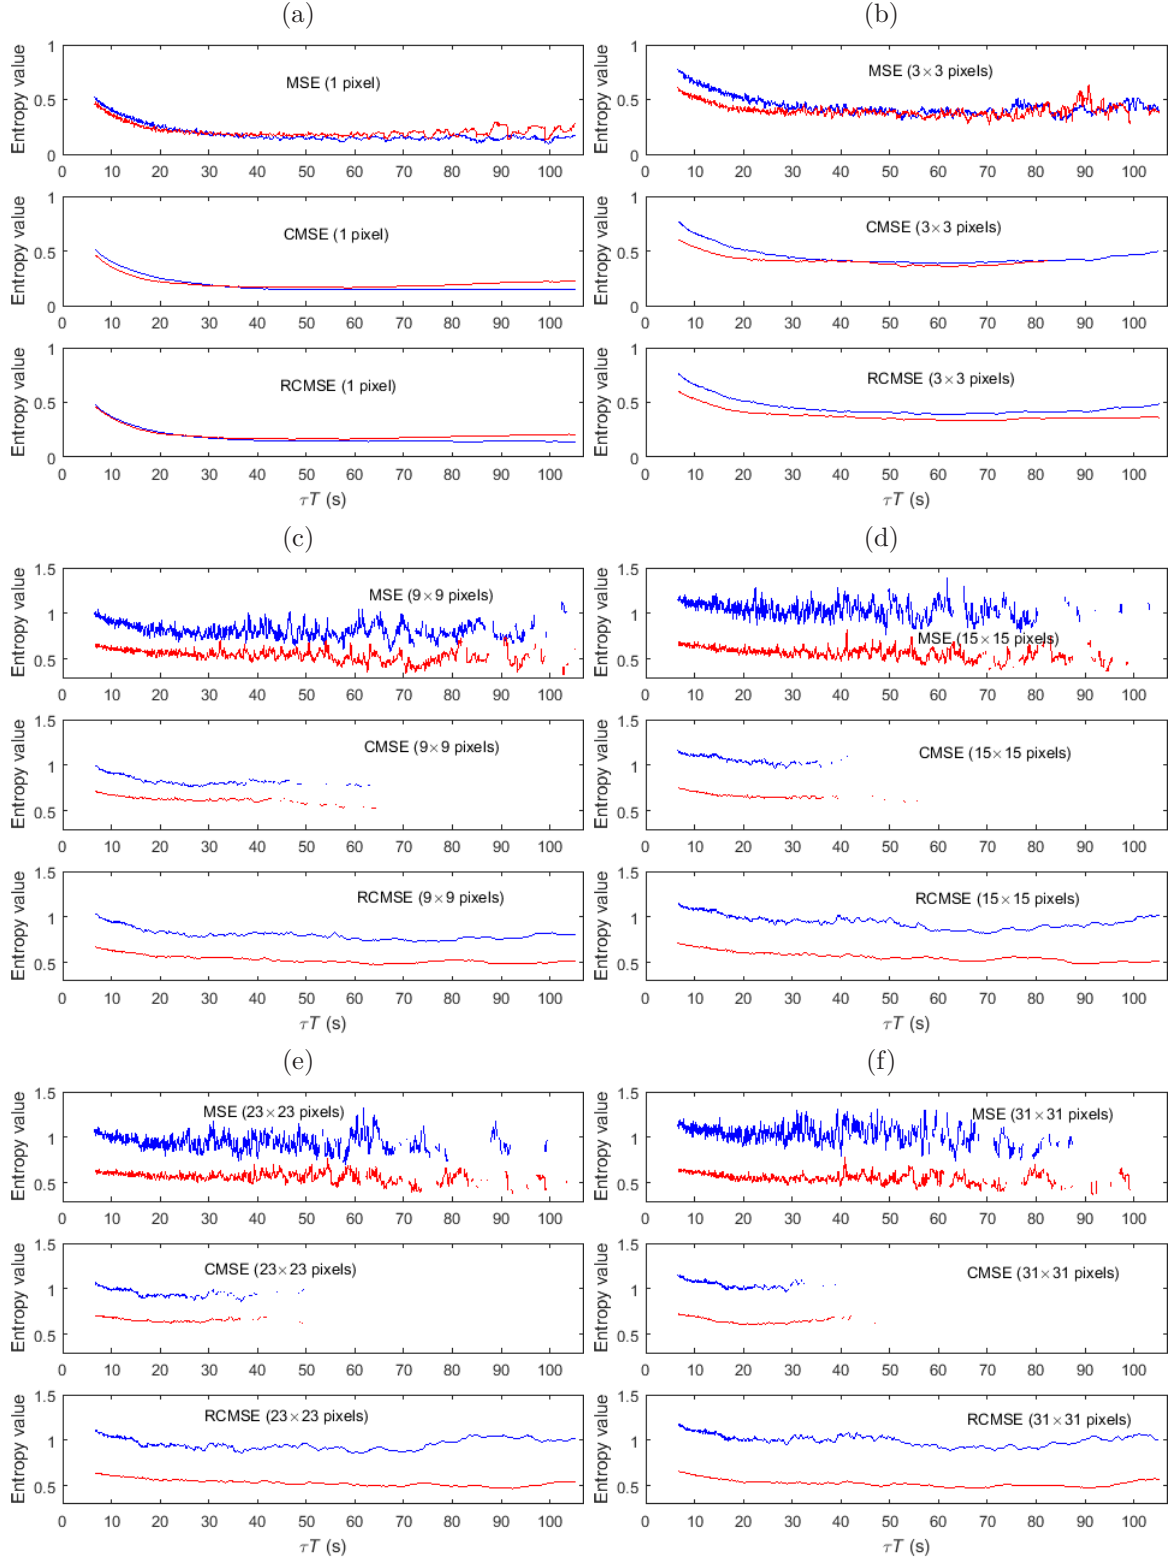 (a)
Entropy value
1
0.5
0
MSE (1 pixel)
0 10 20 30 40 50 60 70 80 90 100
Entropy value
1
0.5
0
CMSE (1 pixel)
0 10 20 30 40 50 60 70 80 90 100
Entropy value
1
0.5
0
RCMSE (1 pixel)
0 10 20 30 40 50 60 70 80 90 100
τT (s)
(b)
Entropy value
1
0.5
0
MSE (3×3 pixels)
0 10 20 30 40 50 60 70 80 90 100
Entropy value
1
0.5
0
CMSE (3×3 pixels)
0 10 20 30 40 50 60 70 80 90 100
Entropy value
1
0.5
0
RCMSE (3×3 pixels)
0 10 20 30 40 50 60 70 80 90 100
τT (s)
(c)
Entropy value
1.5
1
0.5
MSE (9×9 pixels)
0 10 20 30 40 50 60 70 80 90 100
Entropy value
1.5
1
0.5
CMSE (9×9 pixels)
0 10 20 30 40 50 60 70 80 90 100
Entropy value
1.5
1
0.5
RCMSE (9×9 pixels)
0 10 20 30 40 50 60 70 80 90 100
τT (s)
(d)
Entropy value
1.5
1
0.5
MSE (15×15 pixels)
0 10 20 30 40 50 60 70 80 90 100
Entropy value
1.5
1
0.5
CMSE (15×15 pixels)
0 10 20 30 40 50 60 70 80 90 100
Entropy value
1.5
1
0.5
RCMSE (15×15 pixels)
0 10 20 30 40 50 60 70 80 90 100
τT (s)
(e)
Entropy value
1.5
1
0.5
MSE (23×23 pixels)
0 10 20 30 40 50 60 70 80 90 100
Entropy value
1.5
1
0.5
CMSE (23×23 pixels)
0 10 20 30 40 50 60 70 80 90 100
Entropy value
1.5
1
0.5
RCMSE (23×23 pixels)
0 10 20 30 40 50 60 70 80 90 100
τT (s)
(f)
Entropy value
1.5
1
0.5
MSE (31×31 pixels)
0 10 20 30 40 50 60 70 80 90 100
Entropy value
1.5
1
0.5
CMSE (31×31 pixels)
0 10 20 30 40 50 60 70 80 90 100
Entropy value
1.5
1
0.5
RCMSE (31×31 pixels)
0 10 20 30 40 50 60 70 80 90 100
τT (s)